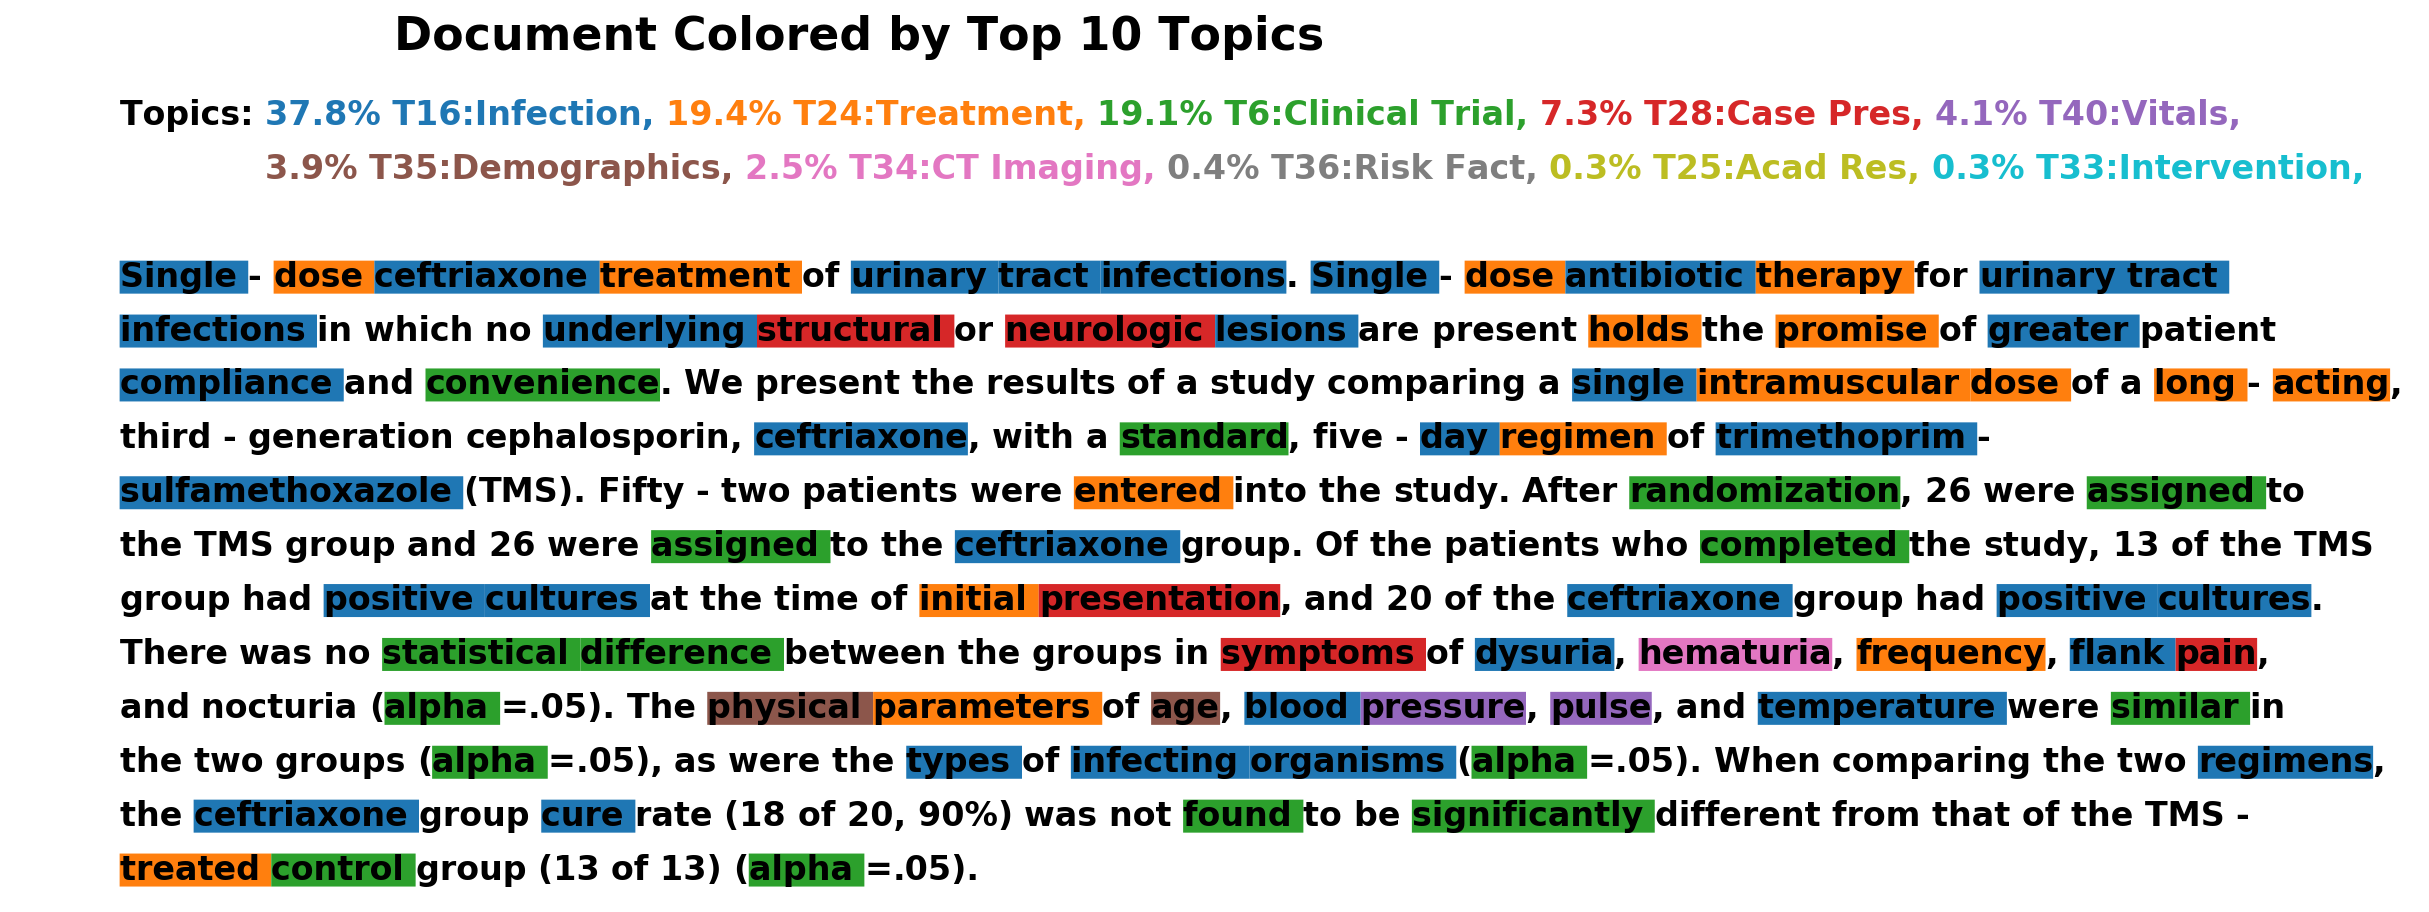 Document Colored by Top 10 Topics
Topics: 37.8% T16:Infection, 19.4% T24:Treatment, 19.1% T6:Clinical Trial, 7.3% T28:Case Pres, 4.1% T40:Vitals,
3.9% T35:Demographics, 2.5% T34:CT Imaging, 0.4% T36:Risk Fact, 0.3% T25:Acad Res, 0.3% T33:Intervention,
Single - dose ceftriaxone treatment of urinary tract infections. Single - dose antibiotic therapy for urinary tract
infections in which no underlying structural or neurologic lesions are present holds the promise of greater patient
compliance and convenience. We present the results of a study comparing a single intramuscular dose of a long - acting,
third - generation cephalosporin, ceftriaxone, with a standard, five - day regimen of trimethoprim -
sulfamethoxazole (TMS). Fifty - two patients were entered into the study. After randomization, 26 were assigned to
the TMS group and 26 were assigned to the ceftriaxone group. Of the patients who completed the study, 13 of the TMS
group had positive cultures at the time of initial presentation, and 20 of the ceftriaxone group had positive cultures.
There was no statistical difference between the groups in symptoms of dysuria, hematuria, frequency, flank pain,
and nocturia (alpha =.05). The physical parameters of age, blood pressure, pulse, and temperature were similar in
the two groups (alpha =.05), as were the types of infecting organisms (alpha =.05). When comparing the two regimens,
the ceftriaxone group cure rate (18 of 20, 90%) was not found to be significantly different from that of the TMS -
treated control group (13 of 13) (alpha =.05).